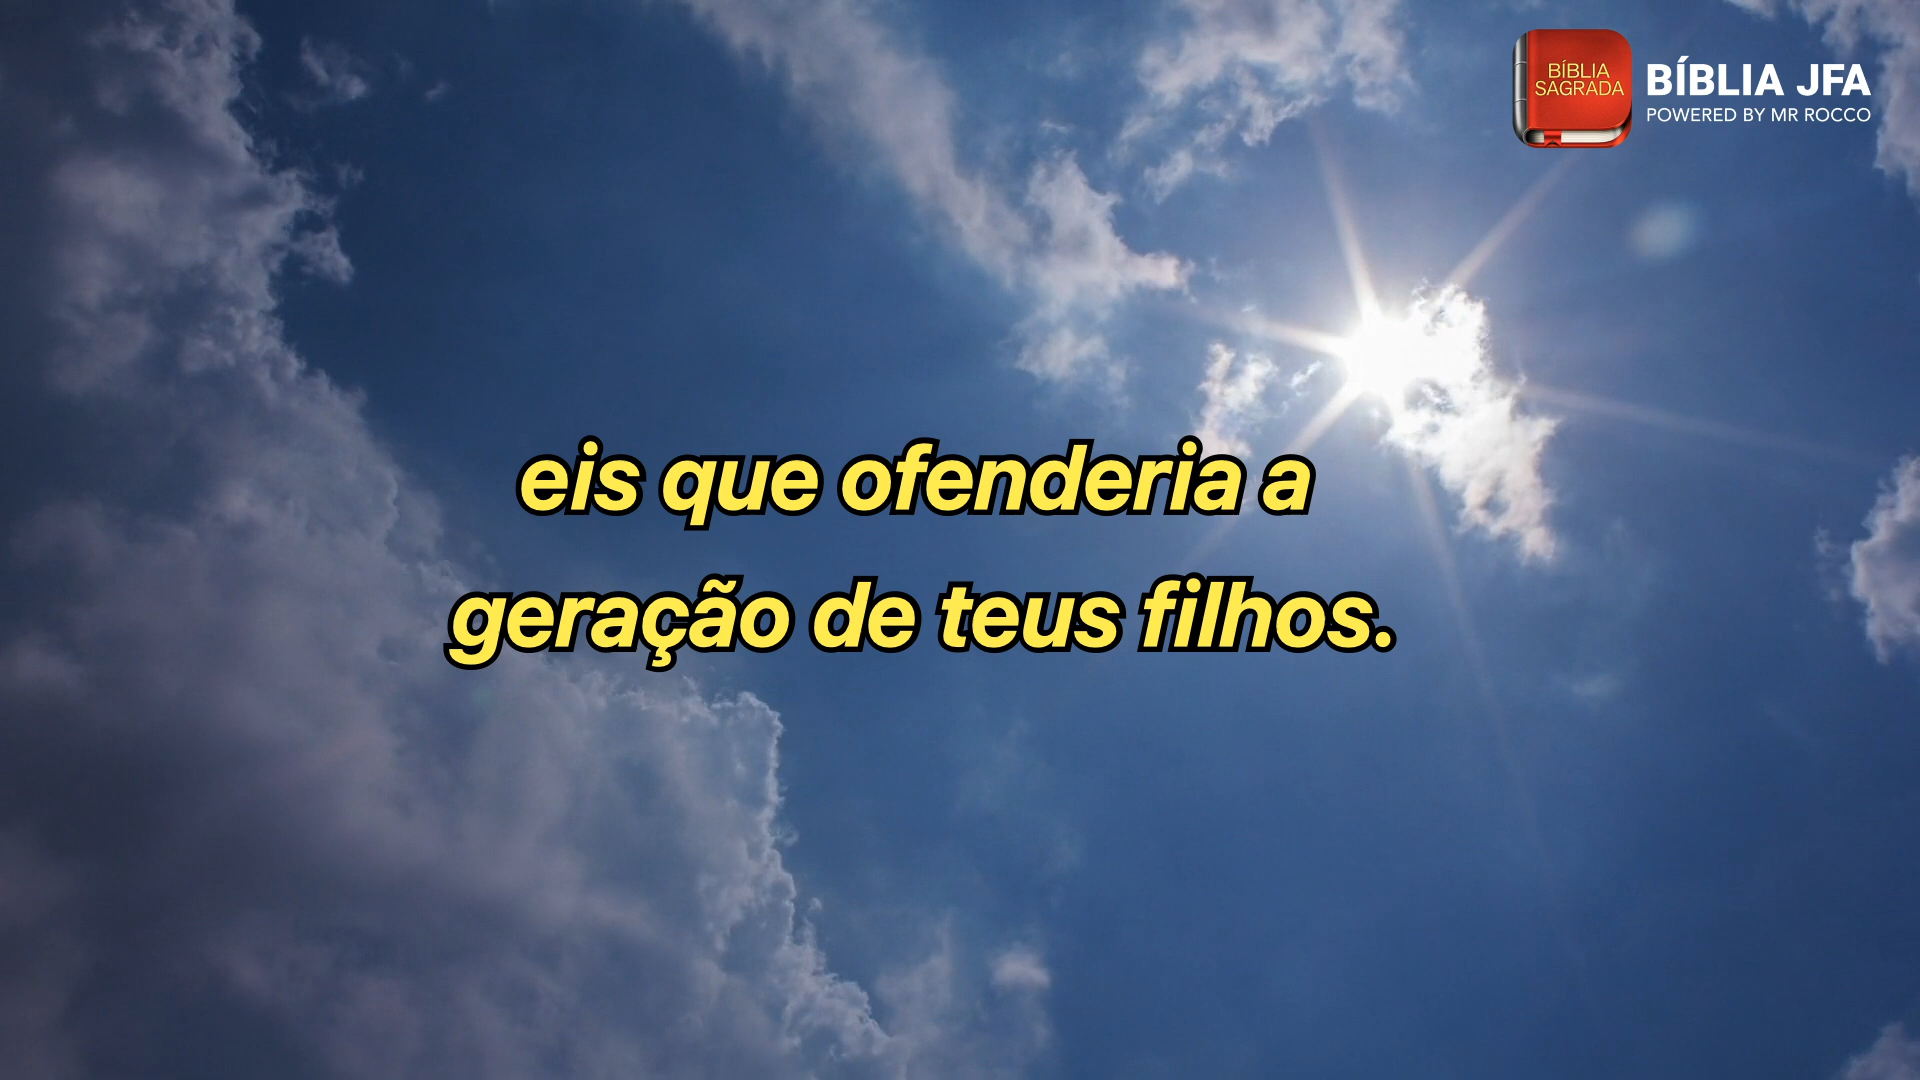 BÍBLIA
SAGRADA
BÍBLIA JFA
POWERED BY MR ROCCO
eis que ofenderia a
geração de teus filhos.